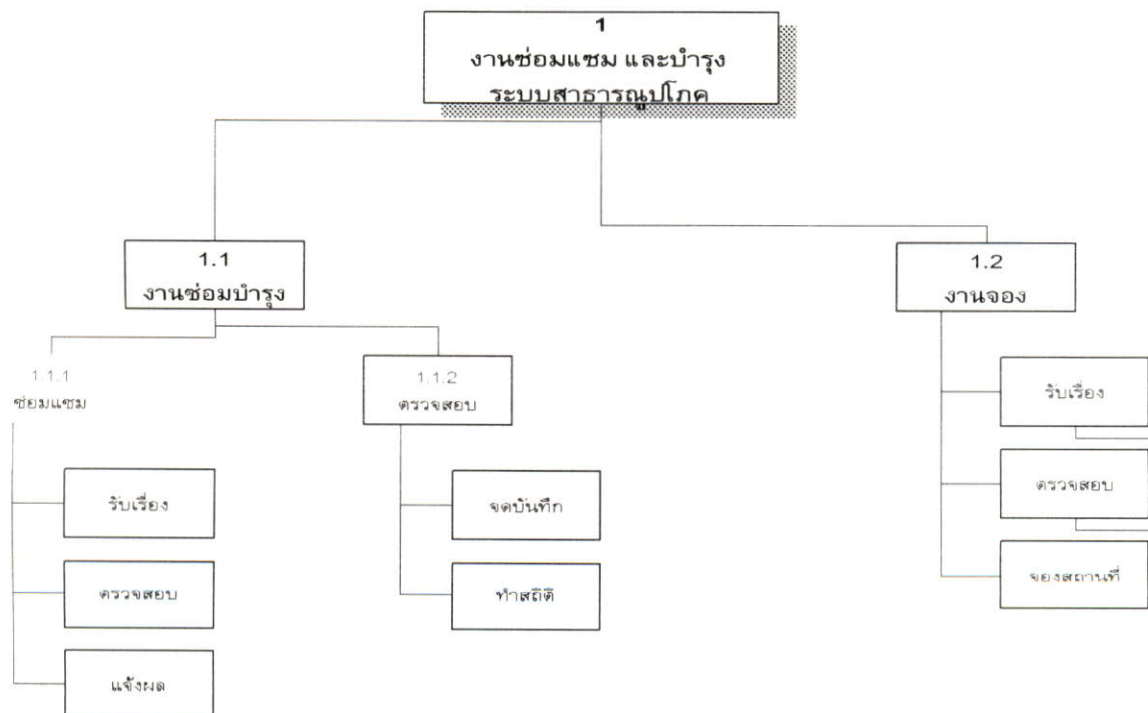 1
งานซ่อมแซม และบำรุง
ระบบสาธารณูปโภค
1.1
งานซ่อมบำรุง
1.2
งานจอง
1.1.1
ซ่อมแซม
1.1.2
ตรวจสอบ
รับเรื่อง
ตรวจสอบ
แจ้งผล
จดบันทึก
ทำสถิติ
รับเรื่อง
ตรวจสอบ
จองสถานที่